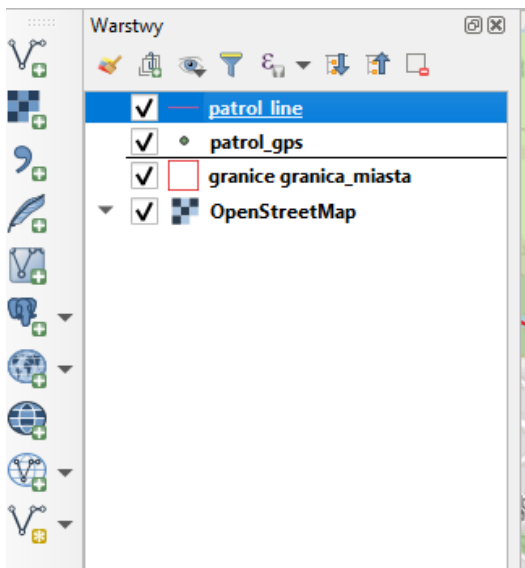 Warstwy
patrol_line
patrol_gps
granice granica_miasta
OpenStreetMap